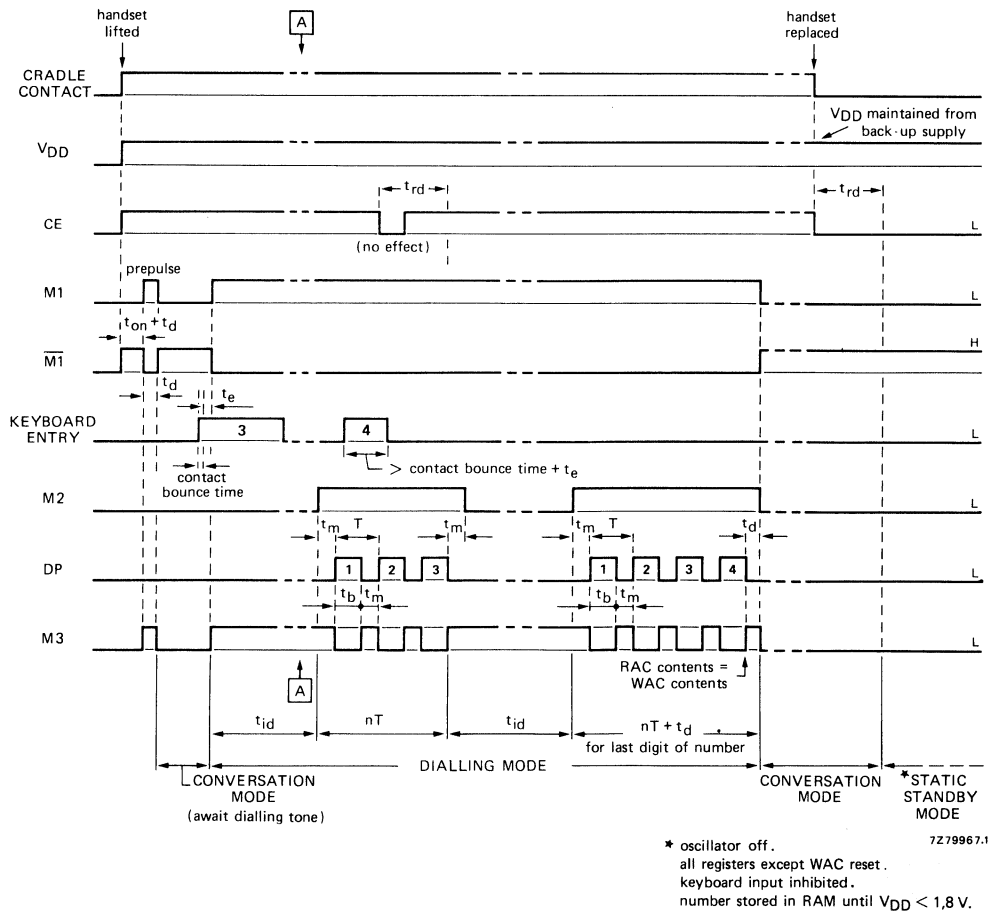 handset
lifted
A
handset
replaced
CRADLE
CONTACT
VDD maintained from
back-up supply
VDD
trd
trd
CE
(no effect)
L
prepulse
M1
L
ton + td
M1
H
td
te
KEYBOARD
ENTRY
3
4
L
> contact bounce time + te
contact
bounce time
M2
L
tm
T
tm
tm
T
td
DP
1
2
3
1
2
3
4
L
tb
tm
tb
tm
M3
L
RAC contents =
WAC contents
A
tid
nT
tid
nT + td
for last digit of number
CONVERSATION
MODE
(await dialling tone)
DIALLING MODE
CONVERSATION
MODE
*STATIC
STANDBY
MODE
7Z79967.1
* oscillator off.
all registers except WAC reset.
keyboard input inhibited.
number stored in RAM until VDD < 1,8 V.